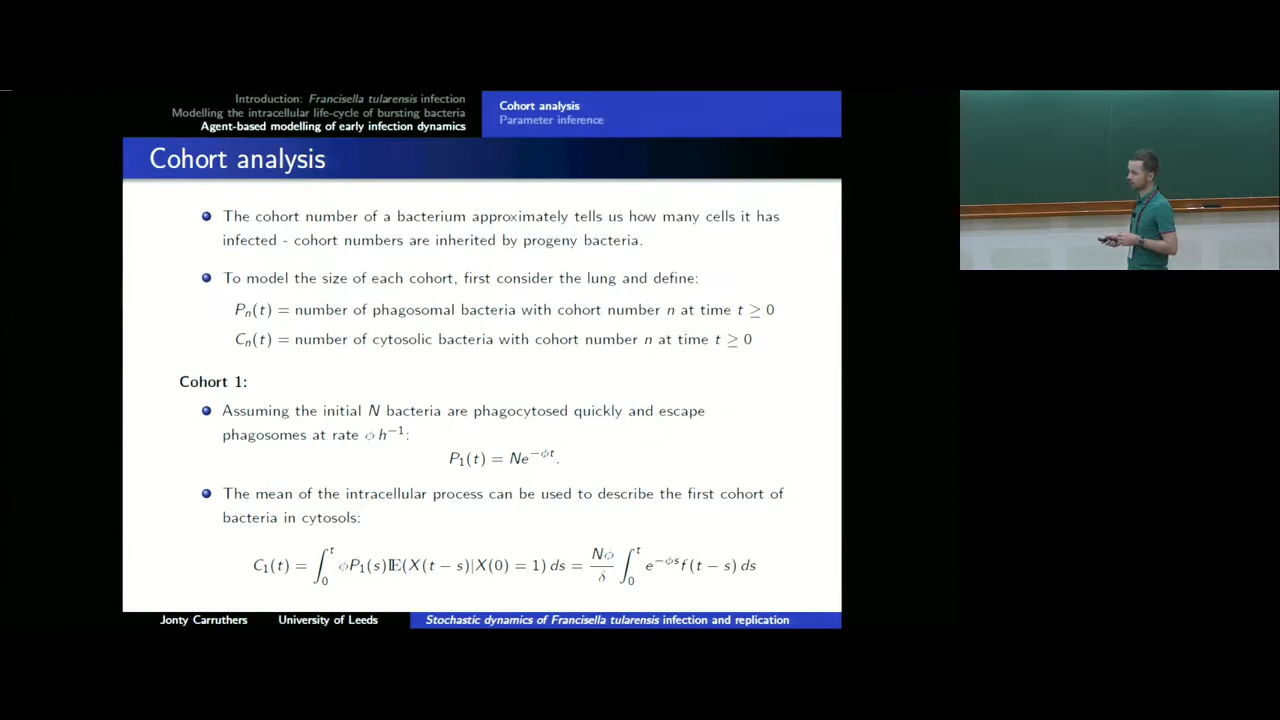 Introduction: Francisella tularensis infection
Modelling the intracellular life-cycle of bursting bacteria
Agent-based modelling of early infection dynamics
Cohort analysis
Parameter inference
Cohort analysis
The cohort number of a bacterium approximately tells us how many cells it has
infected - cohort numbers are inherited by progeny bacteria.
To model the size of each cohort, first consider the lung and define:
Pₙ(t) = number of phagosomal bacteria with cohort number n at time t ≥ 0
Cₙ(t) = number of cytosolic bacteria with cohort number n at time t ≥ 0
Cohort 1:
Assuming the initial N bacteria are phagocytosed quickly and escape
phagosomes at rate ϕ h⁻¹:
P₁(t) = Ne^{−ϕt}.
The mean of the intracellular process can be used to describe the first cohort of
bacteria in cytosols:
C₁(t) = ∫₀ᵗ ϕP₁(s)𝔼(X(t − s)|X(0) = 1) ds = Nϕ/δ ∫₀ᵗ e^{−ϕs} f(t − s) ds
Jonty Carruthers University of Leeds Stochastic dynamics of Francisella tularensis infection and replication